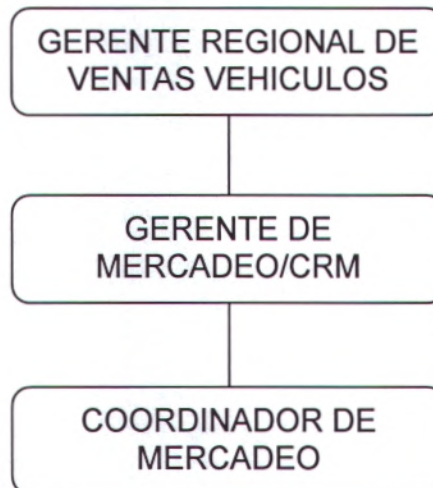 GERENTE REGIONAL DE
VENTAS VEHICULOS
GERENTE DE
MERCADEO/CRM
COORDINADOR DE
MERCADEO